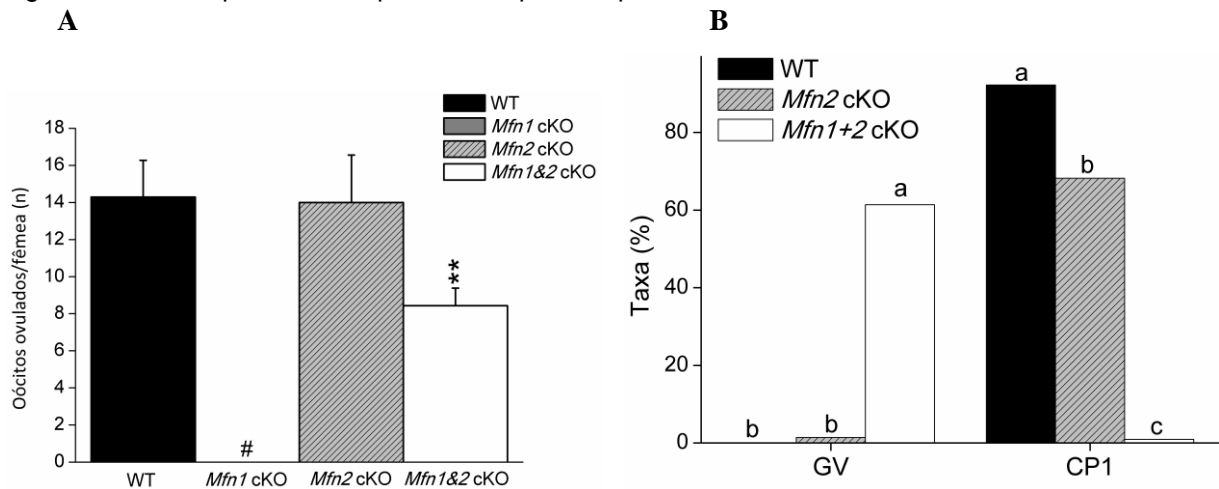 A
B
WT
Mfn1 cKO
Mfn2 cKO
Mfn1&2 cKO
Oócitos ovulados/fêmea (n)
18
16
14
12
10
8
6
4
2
0
#
**
WT
Mfn1 cKO
Mfn2 cKO
Mfn1&2 cKO
WT
Mfn2 cKO
Mfn1+2 cKO
Taxa (%)
80
60
40
20
0
b
b
a
a
b
c
GV
CP1